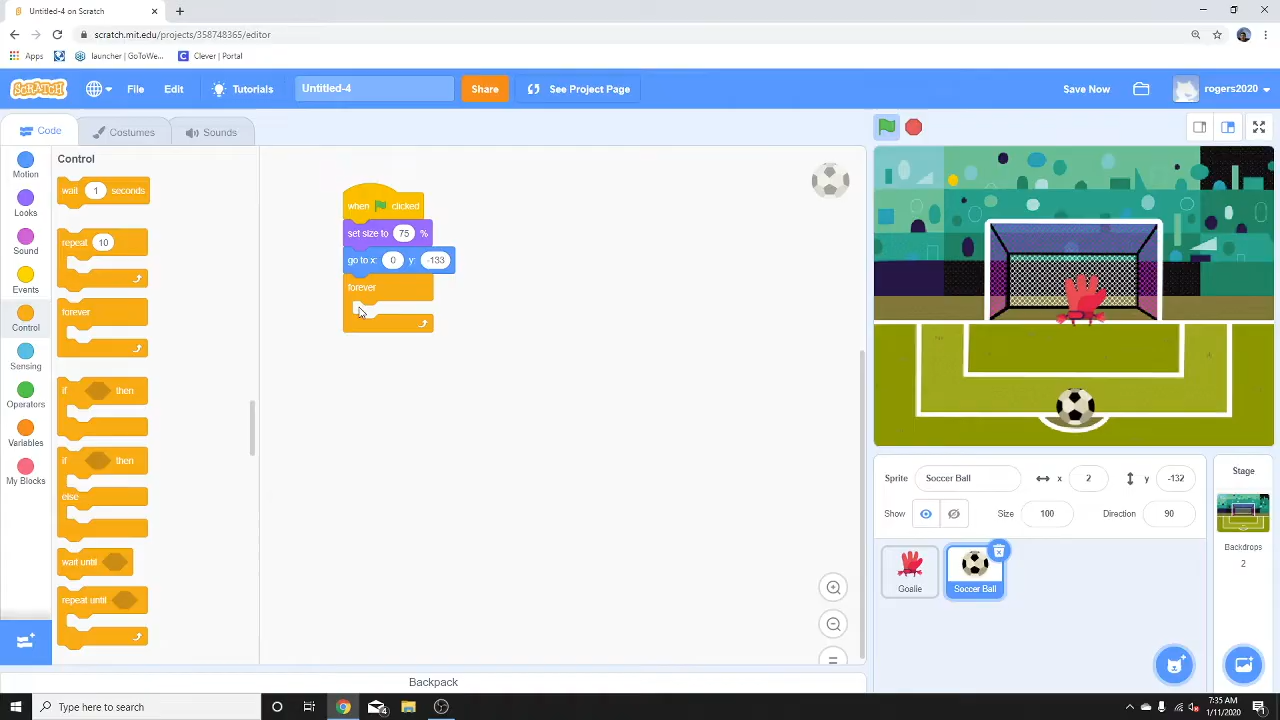 Untitled-4 on Scratch
scratch.mit.edu/projects/358748365/editor
Apps
launcher | GoToWe...
Clever | Portal
SCRATCH
File
Edit
Tutorials
Untitled-4
Share
See Project Page
Save Now
rogers2020
Code
Costumes
Sounds
Motion
Looks
Sound
Events
Control
Sensing
Operators
Variables
My Blocks
Control
wait 1 seconds
repeat 10
forever
if then
if then
else
wait until
repeat until
when clicked
set size to 75 %
go to x: 0 y: -133
forever
Sprite Soccer Ball x 2 y -132
Show Size 100 Direction 90
Goalie
Soccer Ball
Stage
Backdrops
2
Backpack
Type here to search
4
7:35 AM
1/11/2020
1